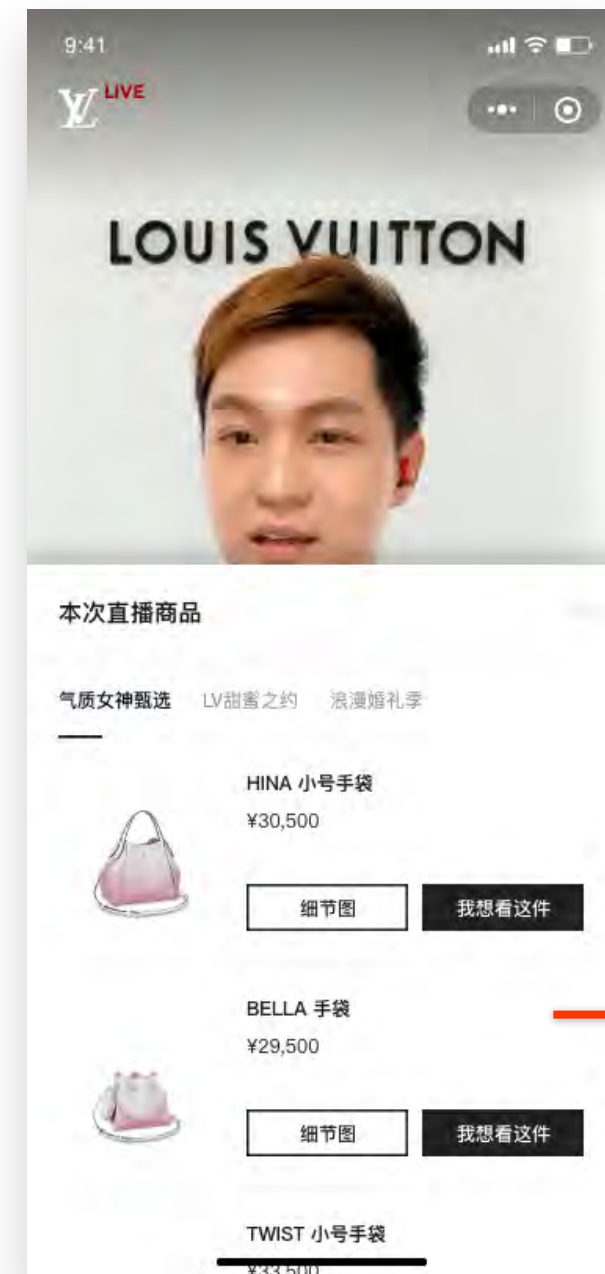 9:41
LV LIVE
LOUIS VUITTON
本次直播商品
气质女神甄选 LV甜蜜之约 浪漫婚礼季
HINA 小号手袋
¥30,500
细节图 我想看这件
BELLA 手袋
¥29,500
细节图 我想看这件
TWIST 小号手袋
¥33,500